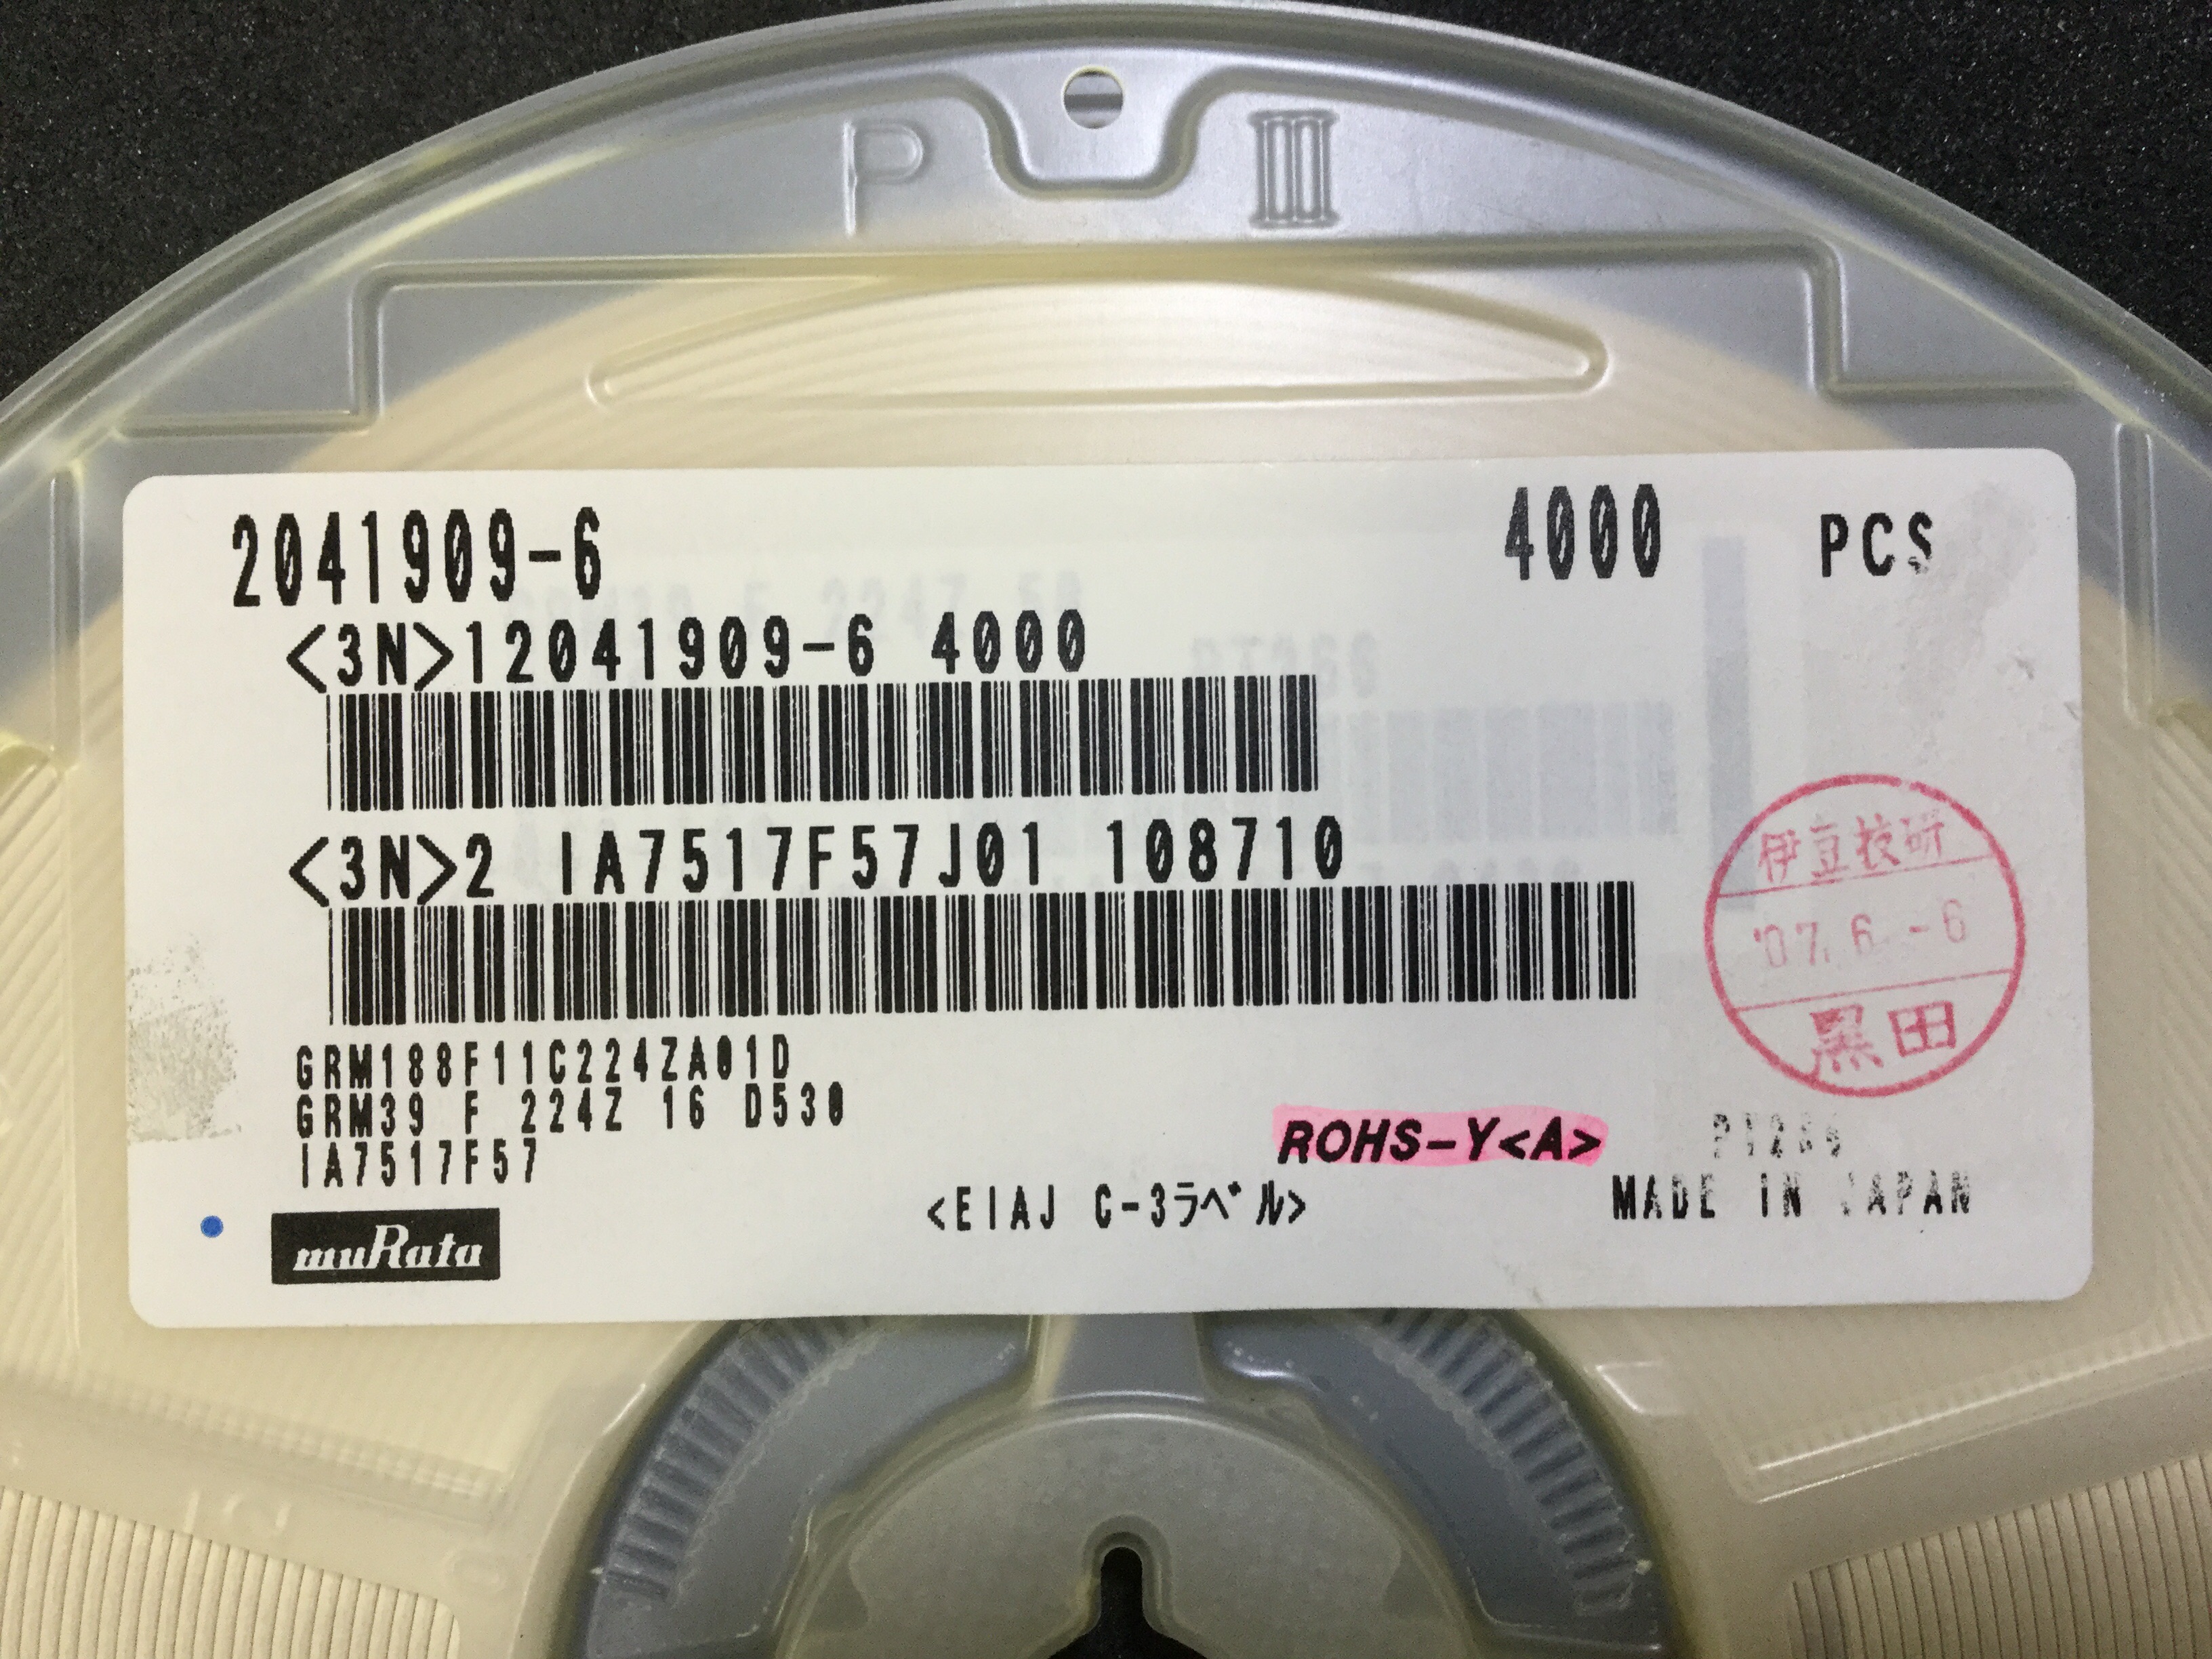 P III
2041909-6 4000 PCS
<3N>12041909-6 4000
<3N>2 IA7517F57J01 108710
伊豆技研
'07. 6. -6
黒田
GRM188F11C224ZA01D
GRM39 F 224Z 16 D530
IA7517F57
ROHS-Y<A>
<EIAJ C-3ラベル>
MADE IN JAPAN
muRata